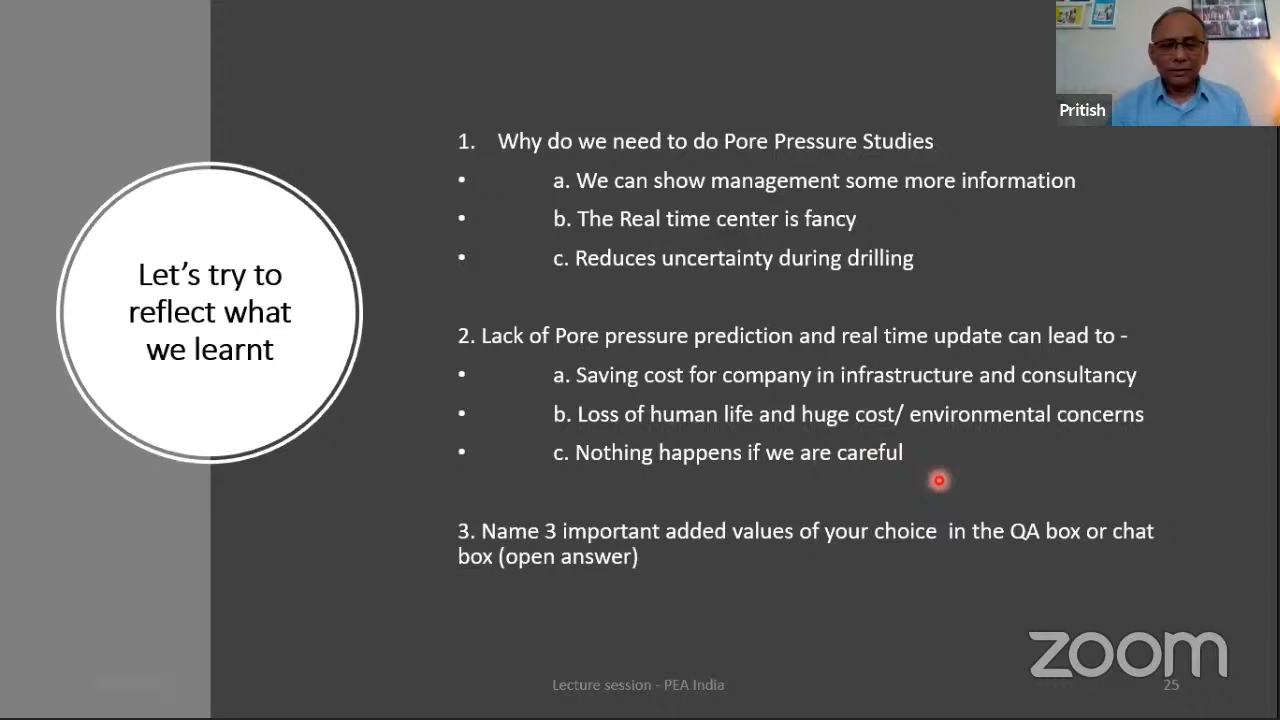 Pritish
Let's try to
reflect what
we learnt
1. Why do we need to do Pore Pressure Studies
• a. We can show management some more information
• b. The Real time center is fancy
• c. Reduces uncertainty during drilling
2. Lack of Pore pressure prediction and real time update can lead to -
• a. Saving cost for company in infrastructure and consultancy
• b. Loss of human life and huge cost/ environmental concerns
• c. Nothing happens if we are careful
3. Name 3 important added values of your choice in the QA box or chat
box (open answer)
zoom
Lecture session - PEA India
25